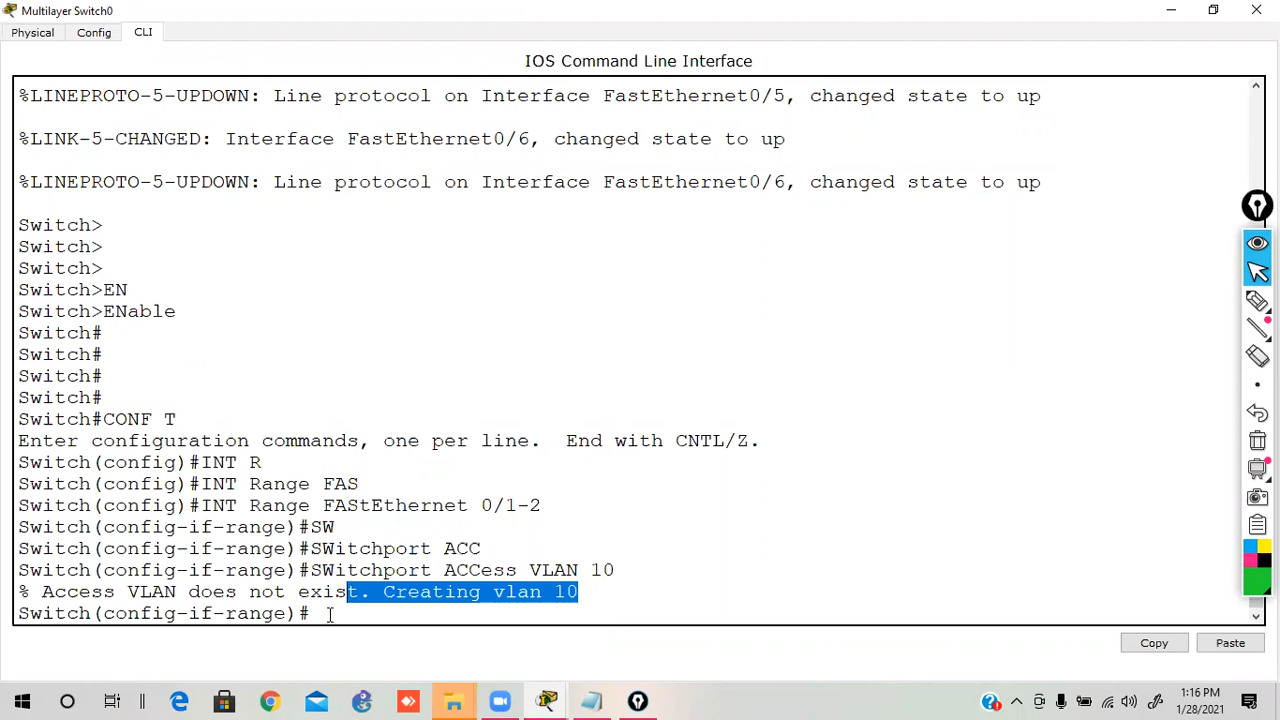 Multilayer Switch0
Physical
Config
CLI
IOS Command Line Interface
%LINEPROTO-5-UPDOWN: Line protocol on Interface FastEthernet0/5, changed state to up
%LINK-5-CHANGED: Interface FastEthernet0/6, changed state to up
%LINEPROTO-5-UPDOWN: Line protocol on Interface FastEthernet0/6, changed state to up
Switch>
Switch>
Switch>
Switch>EN
Switch>ENable
Switch#
Switch#
Switch#
Switch#
Switch#CONF T
Enter configuration commands, one per line.  End with CNTL/Z.
Switch(config)#INT R
Switch(config)#INT Range FAS
Switch(config)#INT Range FAStEthernet 0/1-2
Switch(config-if-range)#SW
Switch(config-if-range)#SWitchport ACC
Switch(config-if-range)#SWitchport ACCess VLAN 10
% Access VLAN does not exist. Creating vlan 10
Switch(config-if-range)#
Copy
Paste
1:16 PM
1/28/2021